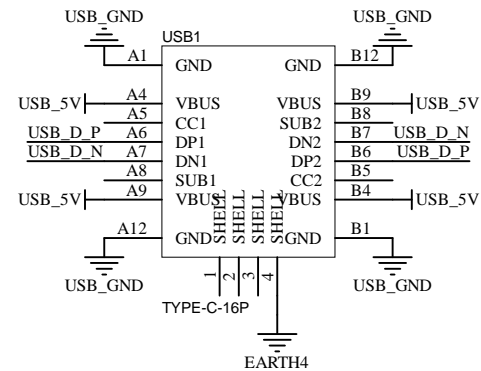 USB_GND USB_GND
USB1
A1 GND GND B12
USB_5V A4 VBUS VBUS B9 USB_5V
A5 CC1 SUB2 B8
USB_D_P A6 DP1 DN2 B7 USB_D_N
USB_D_N A7 DN1 DP2 B6 USB_D_P
A8 SUB1 CC2 B5
USB_5V A9 VBUS VBUS B4 USB_5V
A12 GND GND B1
SHELL SHELL SHELL SHELL
1 2 3 4
USB_GND USB_GND
TYPE-C-16P
EARTH4